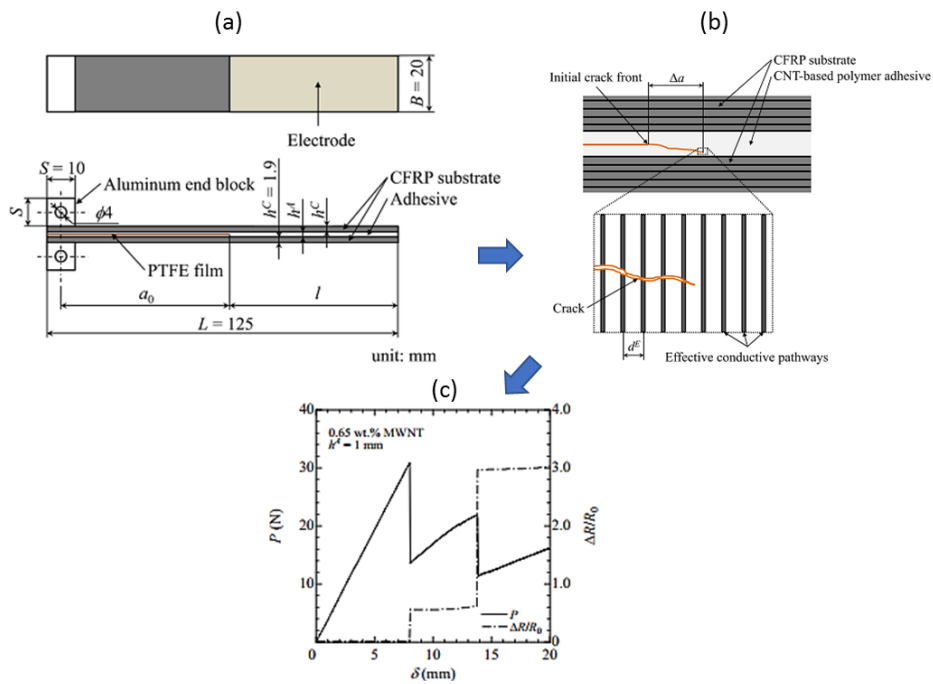 (a)
B = 20
Electrode
S = 10
Aluminum end block
S
ϕ4
h^C = 1.9
h^A
h^C
CFRP substrate
Adhesive
PTFE film
a₀
l
L = 125
unit: mm
(b)
Initial crack front
Δa
CFRP substrate
CNT-based polymer adhesive
Crack
d^E
Effective conductive pathways
(c)
40
30
20
10
P (N)
0.65 wt.% MWNT
h^A = 1 mm
4.0
3.0
2.0
1.0
0
ΔR/R₀
P
ΔR/R₀
0
5
10
15
20
δ (mm)